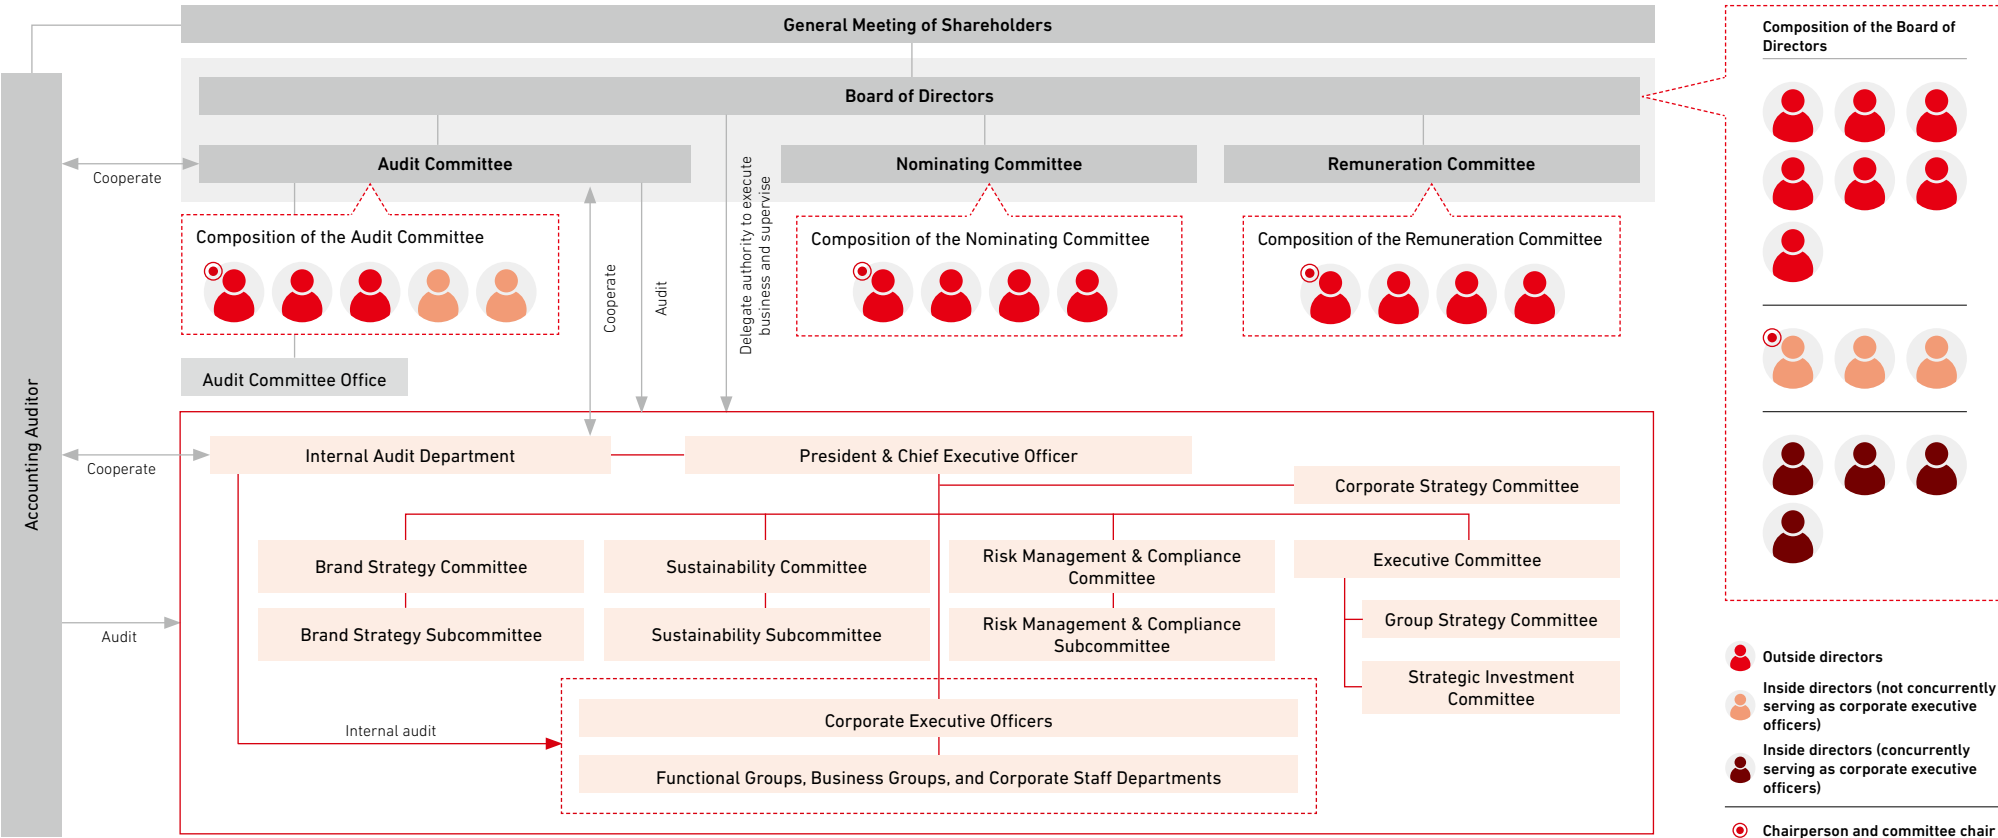 General Meeting of Shareholders
Board of Directors
Audit Committee
Nominating Committee
Remuneration Committee
Cooperate
Composition of the Audit Committee
Composition of the Nominating Committee
Composition of the Remuneration Committee
Cooperate
Audit
Delegate authority to execute
business and supervise
Audit Committee Office
Accounting Auditor
Internal Audit Department
President & Chief Executive Officer
Cooperate
Corporate Strategy Committee
Brand Strategy Committee
Sustainability Committee
Risk Management & Compliance
Committee
Executive Committee
Brand Strategy Subcommittee
Sustainability Subcommittee
Risk Management & Compliance
Subcommittee
Group Strategy Committee
Audit
Strategic Investment
Committee
Corporate Executive Officers
Internal audit
Functional Groups, Business Groups, and Corporate Staff Departments
Composition of the Board of
Directors
Outside directors
Inside directors (not concurrently
serving as corporate executive
officers)
Inside directors (concurrently
serving as corporate executive
officers)
Chairperson and committee chair